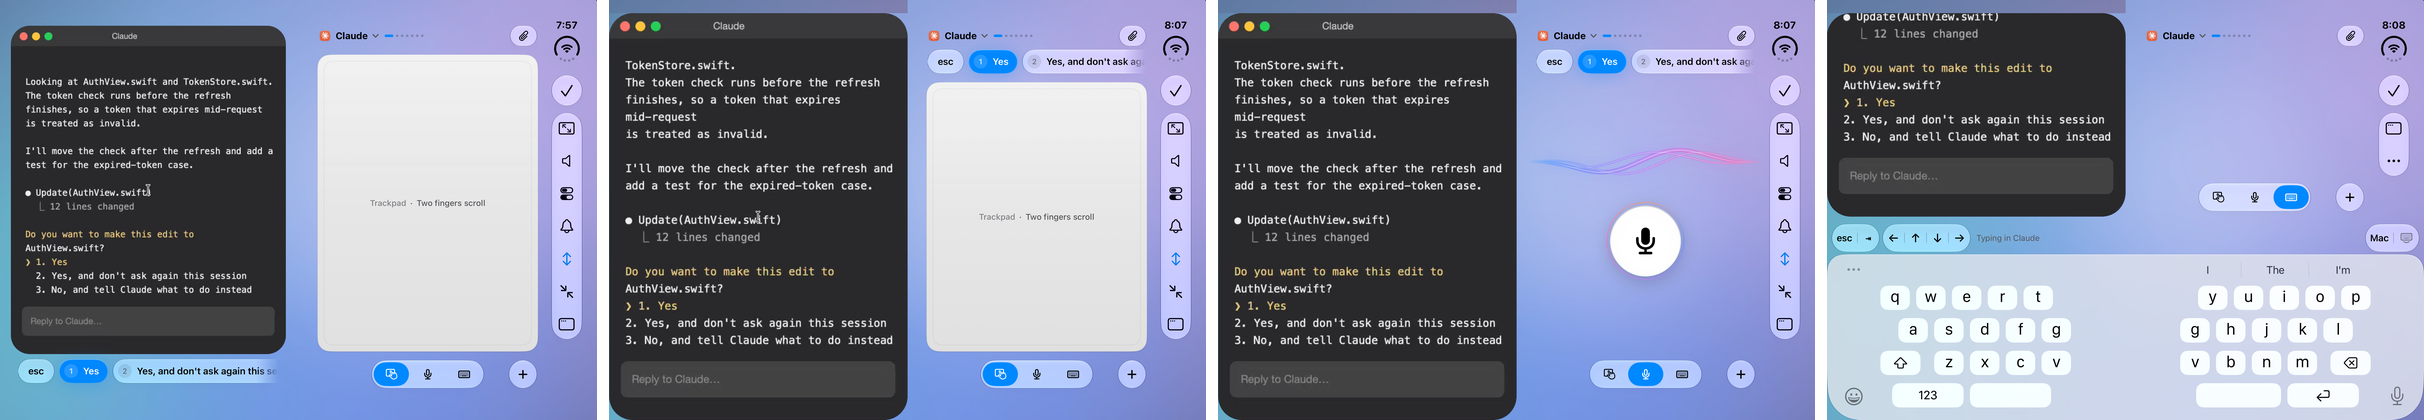 Claude
Looking at AuthView.swift and TokenStore.swift.
The token check runs before the refresh
finishes, so a token that expires mid-request
is treated as invalid.
I'll move the check after the refresh and add a
test for the expired-token case.
● Update(AuthView.swift)
⎿ 12 lines changed
Do you want to make this edit to
AuthView.swift?
❯ 1. Yes
2. Yes, and don't ask again this session
3. No, and tell Claude what to do instead
Reply to Claude…
esc
1 Yes
2 Yes, and don't ask again this se
Claude
7:57
Trackpad · Two fingers scroll
Claude
TokenStore.swift.
The token check runs before the refresh
finishes, so a token that expires
mid-request
is treated as invalid.
I'll move the check after the refresh and
add a test for the expired-token case.
● Update(AuthView.swift)
⎿ 12 lines changed
Do you want to make this edit to
AuthView.swift?
❯ 1. Yes
2. Yes, and don't ask again this session
3. No, and tell Claude what to do instead
Reply to Claude…
Claude
8:07
esc
1 Yes
2 Yes, and don't ask aga
Trackpad · Two fingers scroll
Claude
TokenStore.swift.
The token check runs before the refresh
finishes, so a token that expires
mid-request
is treated as invalid.
I'll move the check after the refresh and
add a test for the expired-token case.
● Update(AuthView.swift)
⎿ 12 lines changed
Do you want to make this edit to
AuthView.swift?
❯ 1. Yes
2. Yes, and don't ask again this session
3. No, and tell Claude what to do instead
Reply to Claude…
Claude
8:07
esc
1 Yes
2 Yes, and don't ask aga
● Update(AuthView.swift)
⎿ 12 lines changed
Do you want to make this edit to
AuthView.swift?
❯ 1. Yes
2. Yes, and don't ask again this session
3. No, and tell Claude what to do instead
Reply to Claude…
Claude
8:08
esc ⇥ ← ↑ ↓ → Typing in Claude Mac
I The I'm
q w e r t y u i o p
a s d f g g h j k l
z x c v v b n m
123